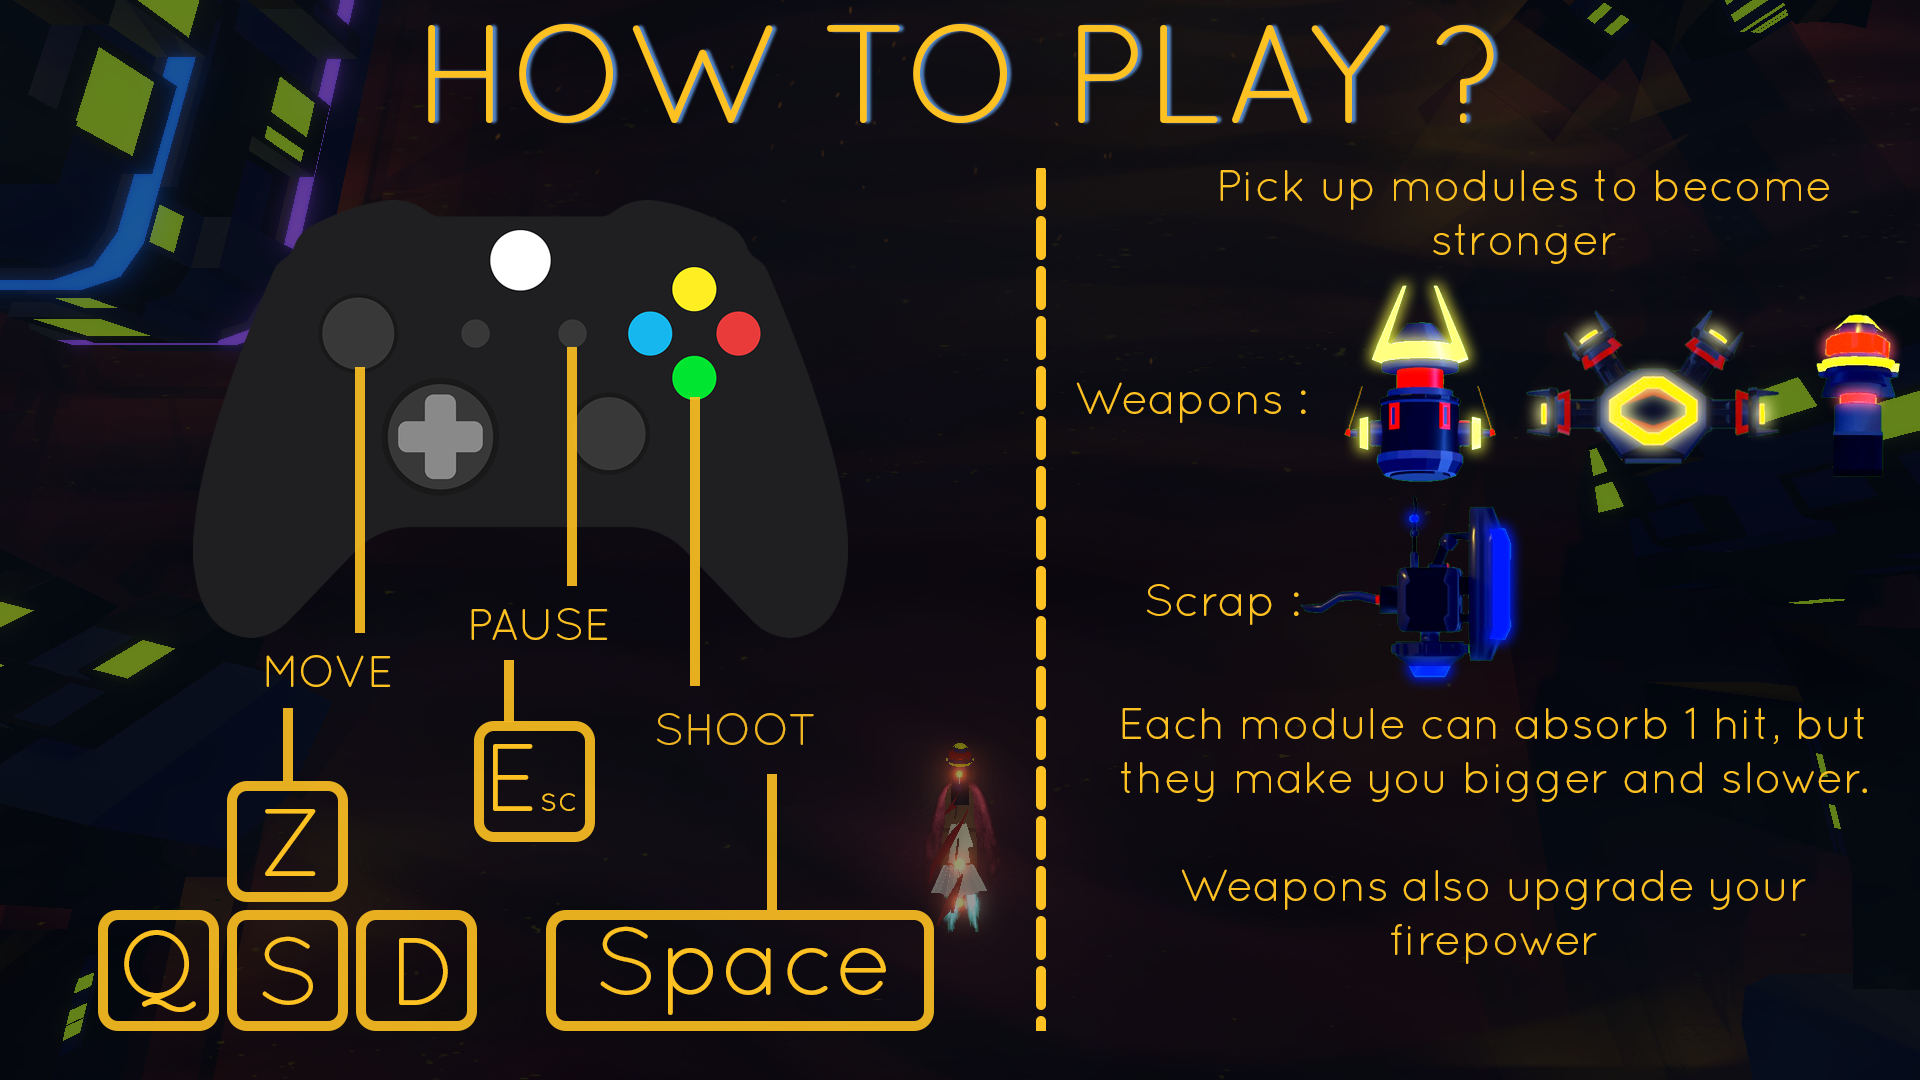 HOW TO PLAY ?
MOVE
PAUSE
SHOOT
Z
Q S D
Esc
Space
Pick up modules to become
stronger
Weapons :
Scrap :
Each module can absorb 1 hit, but
they make you bigger and slower.
Weapons also upgrade your
firepower